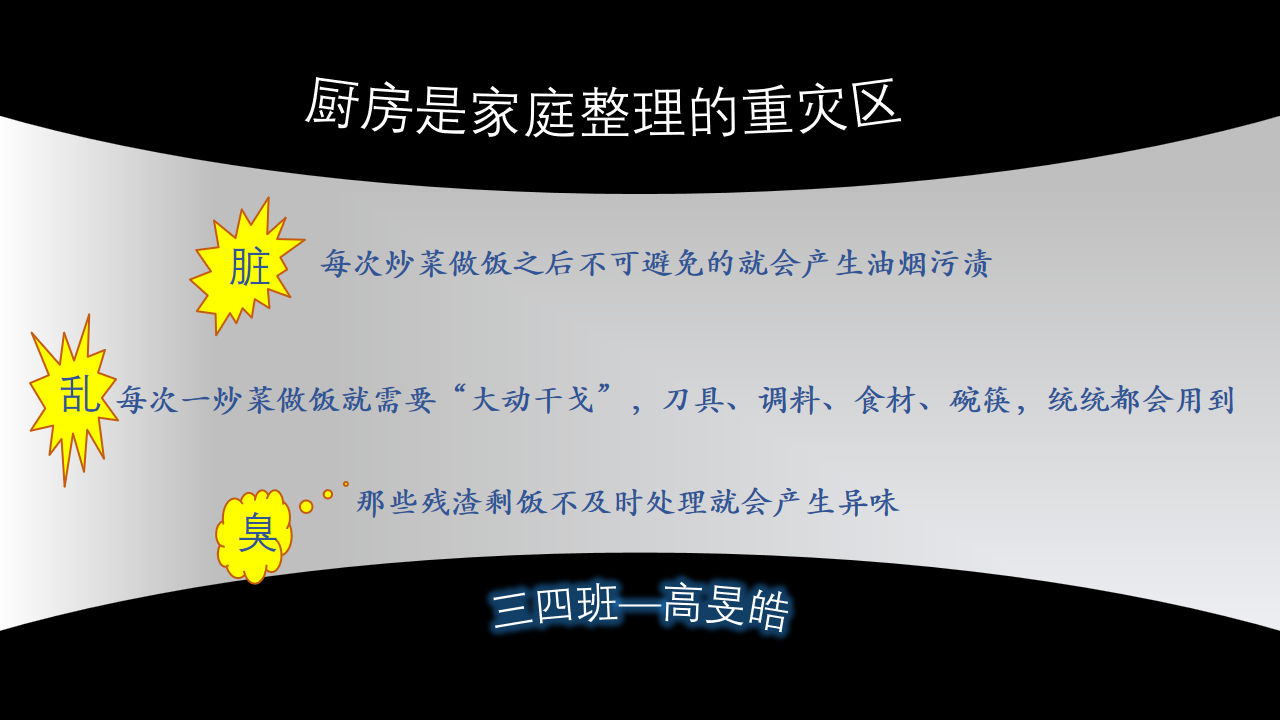 厨房是家庭整理的重灾区
脏
每次炒菜做饭之后不可避免的就会产生油烟污渍
乱
每次一炒菜做饭就需要“大动干戈”，刀具、调料、食材、碗筷，统统都会用到
臭
那些残渣剩饭不及时处理就会产生异味
三四班—高旻皓